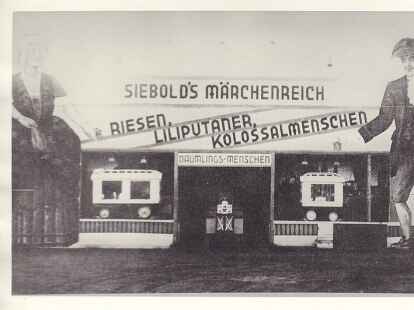 SIEBOLD'S MÄRCHENREICH
RIESEN,
LILIPUTANER,
KOLOSSALMENSCHEN
DÄUMLINGS-MENSCHEN